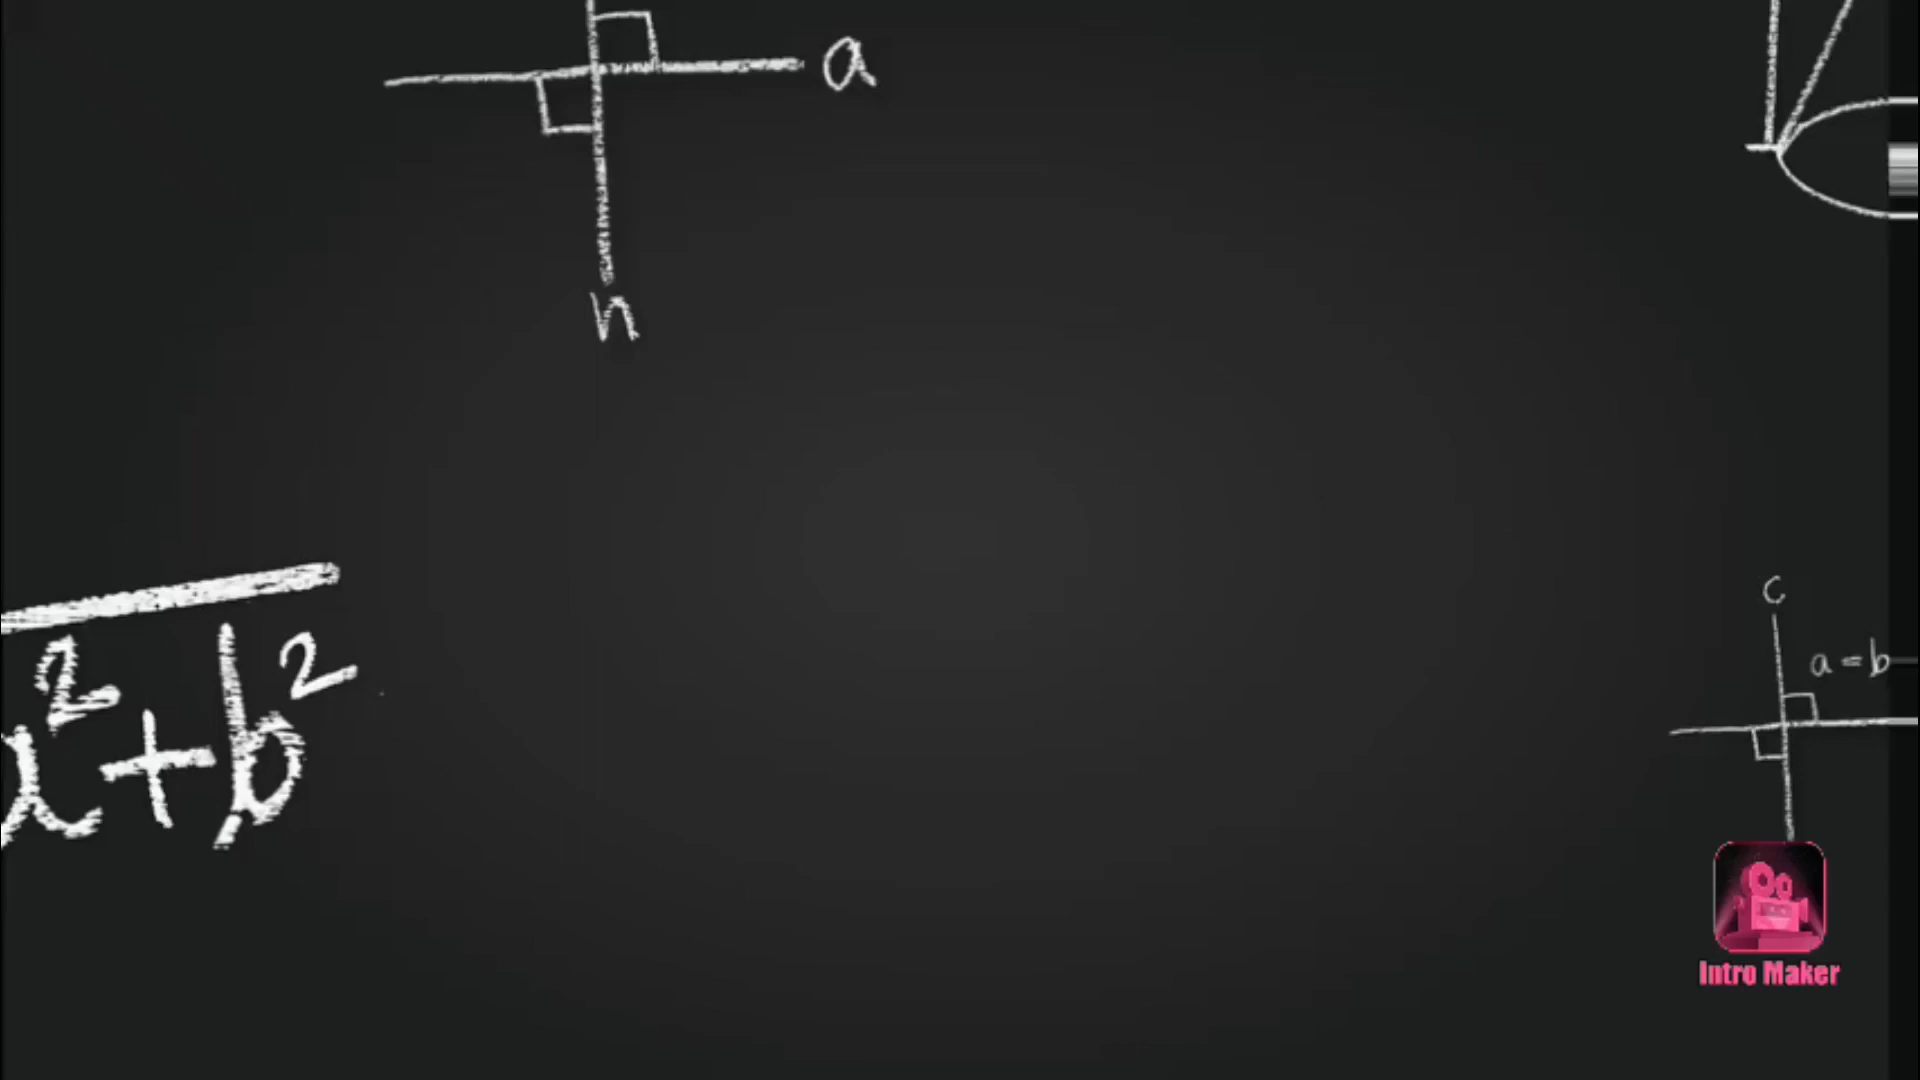 a
n
c
a = b
a²+b²
Intro Maker